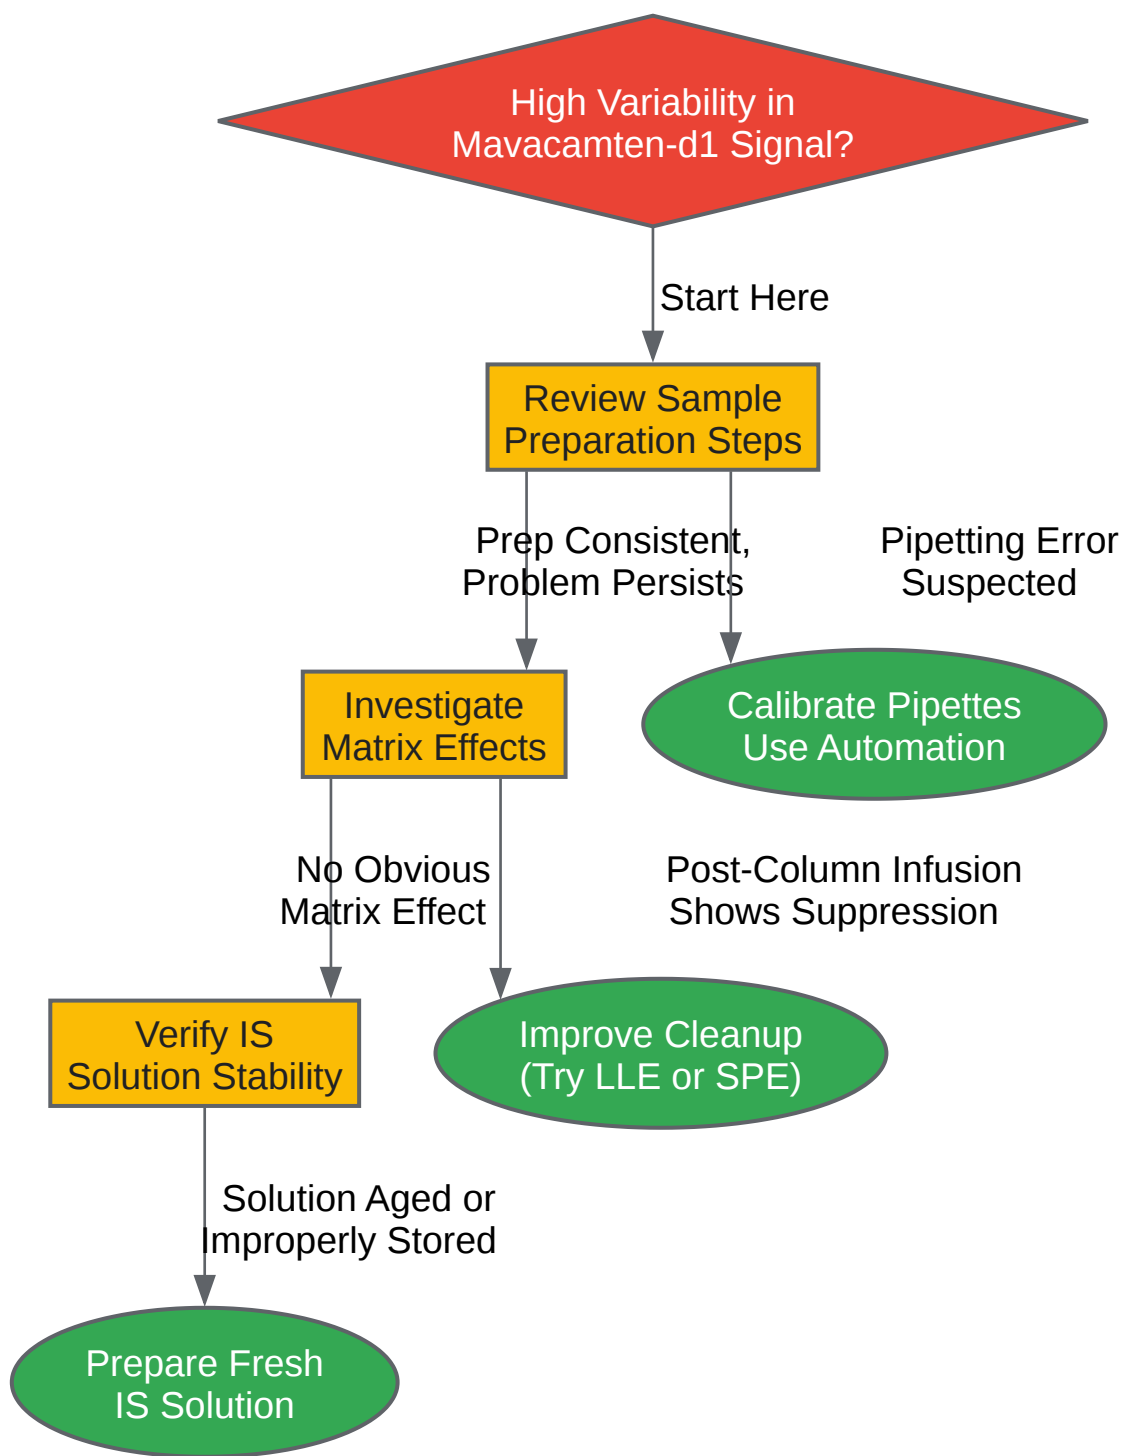 High Variability in
Mavacamten-d1 Signal?
Start Here
Review Sample
Preparation Steps
Prep Consistent,
Problem Persists
Pipetting Error
Suspected
Investigate
Matrix Effects
Calibrate Pipettes
Use Automation
No Obvious
Matrix Effect
Post-Column Infusion
Shows Suppression
Verify IS
Solution Stability
Improve Cleanup
(Try LLE or SPE)
Solution Aged or
Improperly Stored
Prepare Fresh
IS Solution